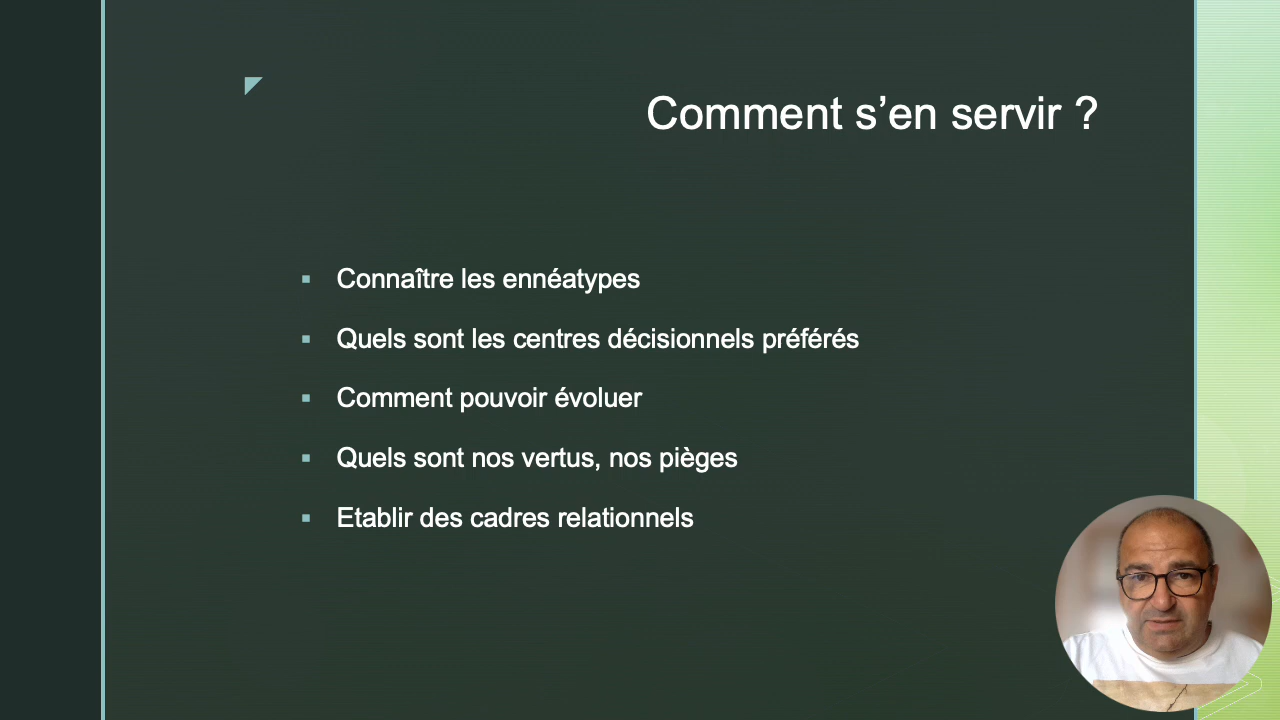 Comment s’en servir ?
Connaître les ennéatypes
Quels sont les centres décisionnels préférés
Comment pouvoir évoluer
Quels sont nos vertus, nos pièges
Etablir des cadres relationnels